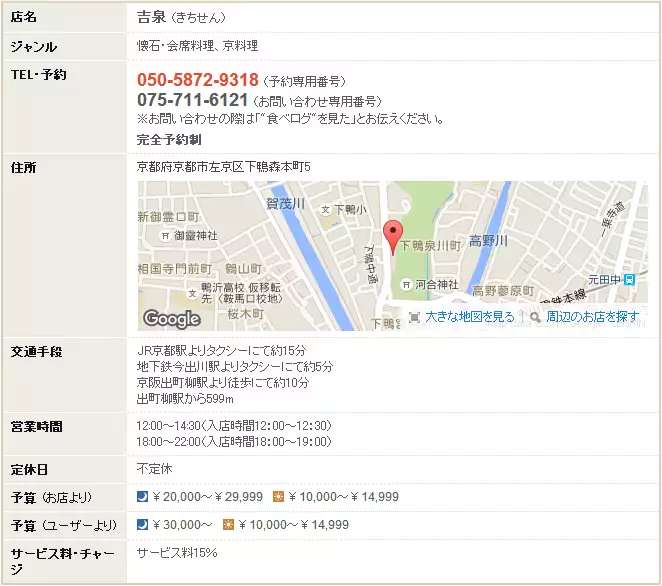 店名 吉泉 (きちせん)
ジャンル 懐石・会席料理、京料理
TEL・予約 050-5872-9318 (予約専用番号)
075-711-6121 (お問い合わせ専用番号)
※お問い合わせの際は「"食べログ"を見た」とお伝えください。
完全予約制
住所 京都府京都市左京区下鴨森本町5
賀茂川
下鴨小
新御霊口町
御霊神社
下鴨中通
下鴨泉川町
高野川
一乗寺道
相国寺門前町
鶴山町
元田中
河合神社
鴨沂高校 仮移転
先 (鞍馬口校地)
高野蓼原町
桜木町
Google
大きな地図を見る
周辺のお店を探す
交通手段 JR京都駅よりタクシーにて約15分
地下鉄今出川駅よりタクシーにて約5分
京阪出町柳駅より徒歩にて約10分
出町柳駅から599m
営業時間 12:00～14:30(入店時間12:00～12:30)
18:00～22:00(入店時間18:00～19:00)
定休日 不定休
予算 (お店より) ¥20,000～¥29,999 ¥10,000～¥14,999
予算 (ユーザーより) ¥30,000～ ¥10,000～¥14,999
サービス料・チャー
ジ サービス料15%